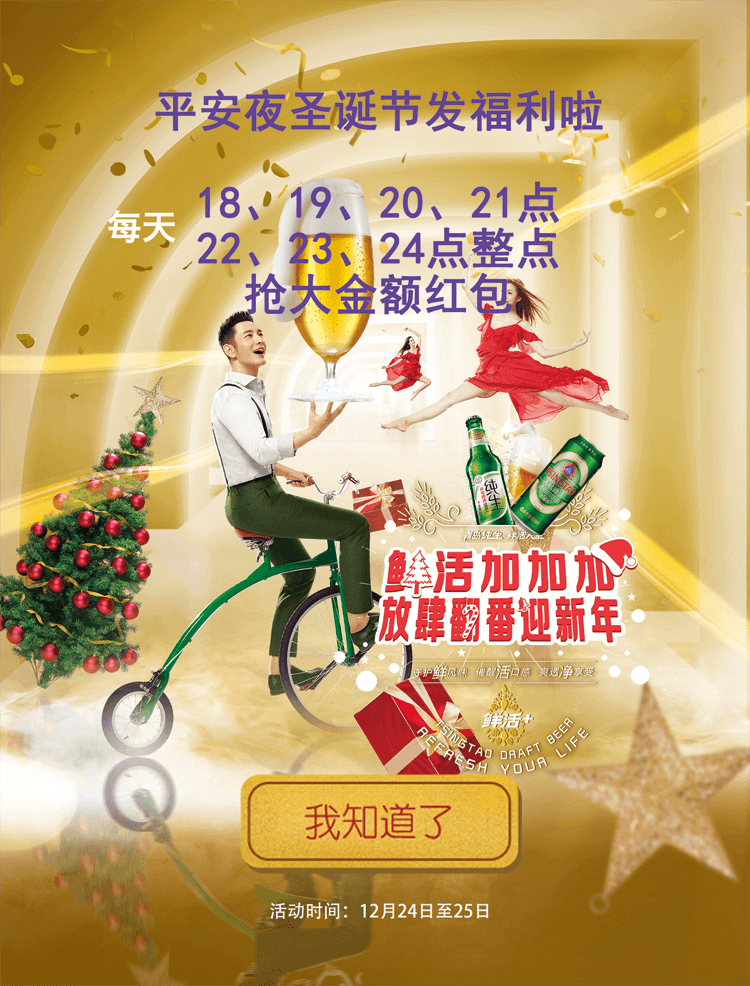 平安夜圣诞节发福利啦
每天
18、19、20、21点
22、23、24点整点
抢大金额红包
纯生
TSINGTAO
青岛纯生 鲜活人生
鲜活加加加
放肆翻番迎新年
守护鲜风味 催醒活口感 爽透净享受
鲜活+
TSINGTAO DRAFT BEER
REFRESH YOUR LIFE
我知道了
活动时间：12月24日至25日